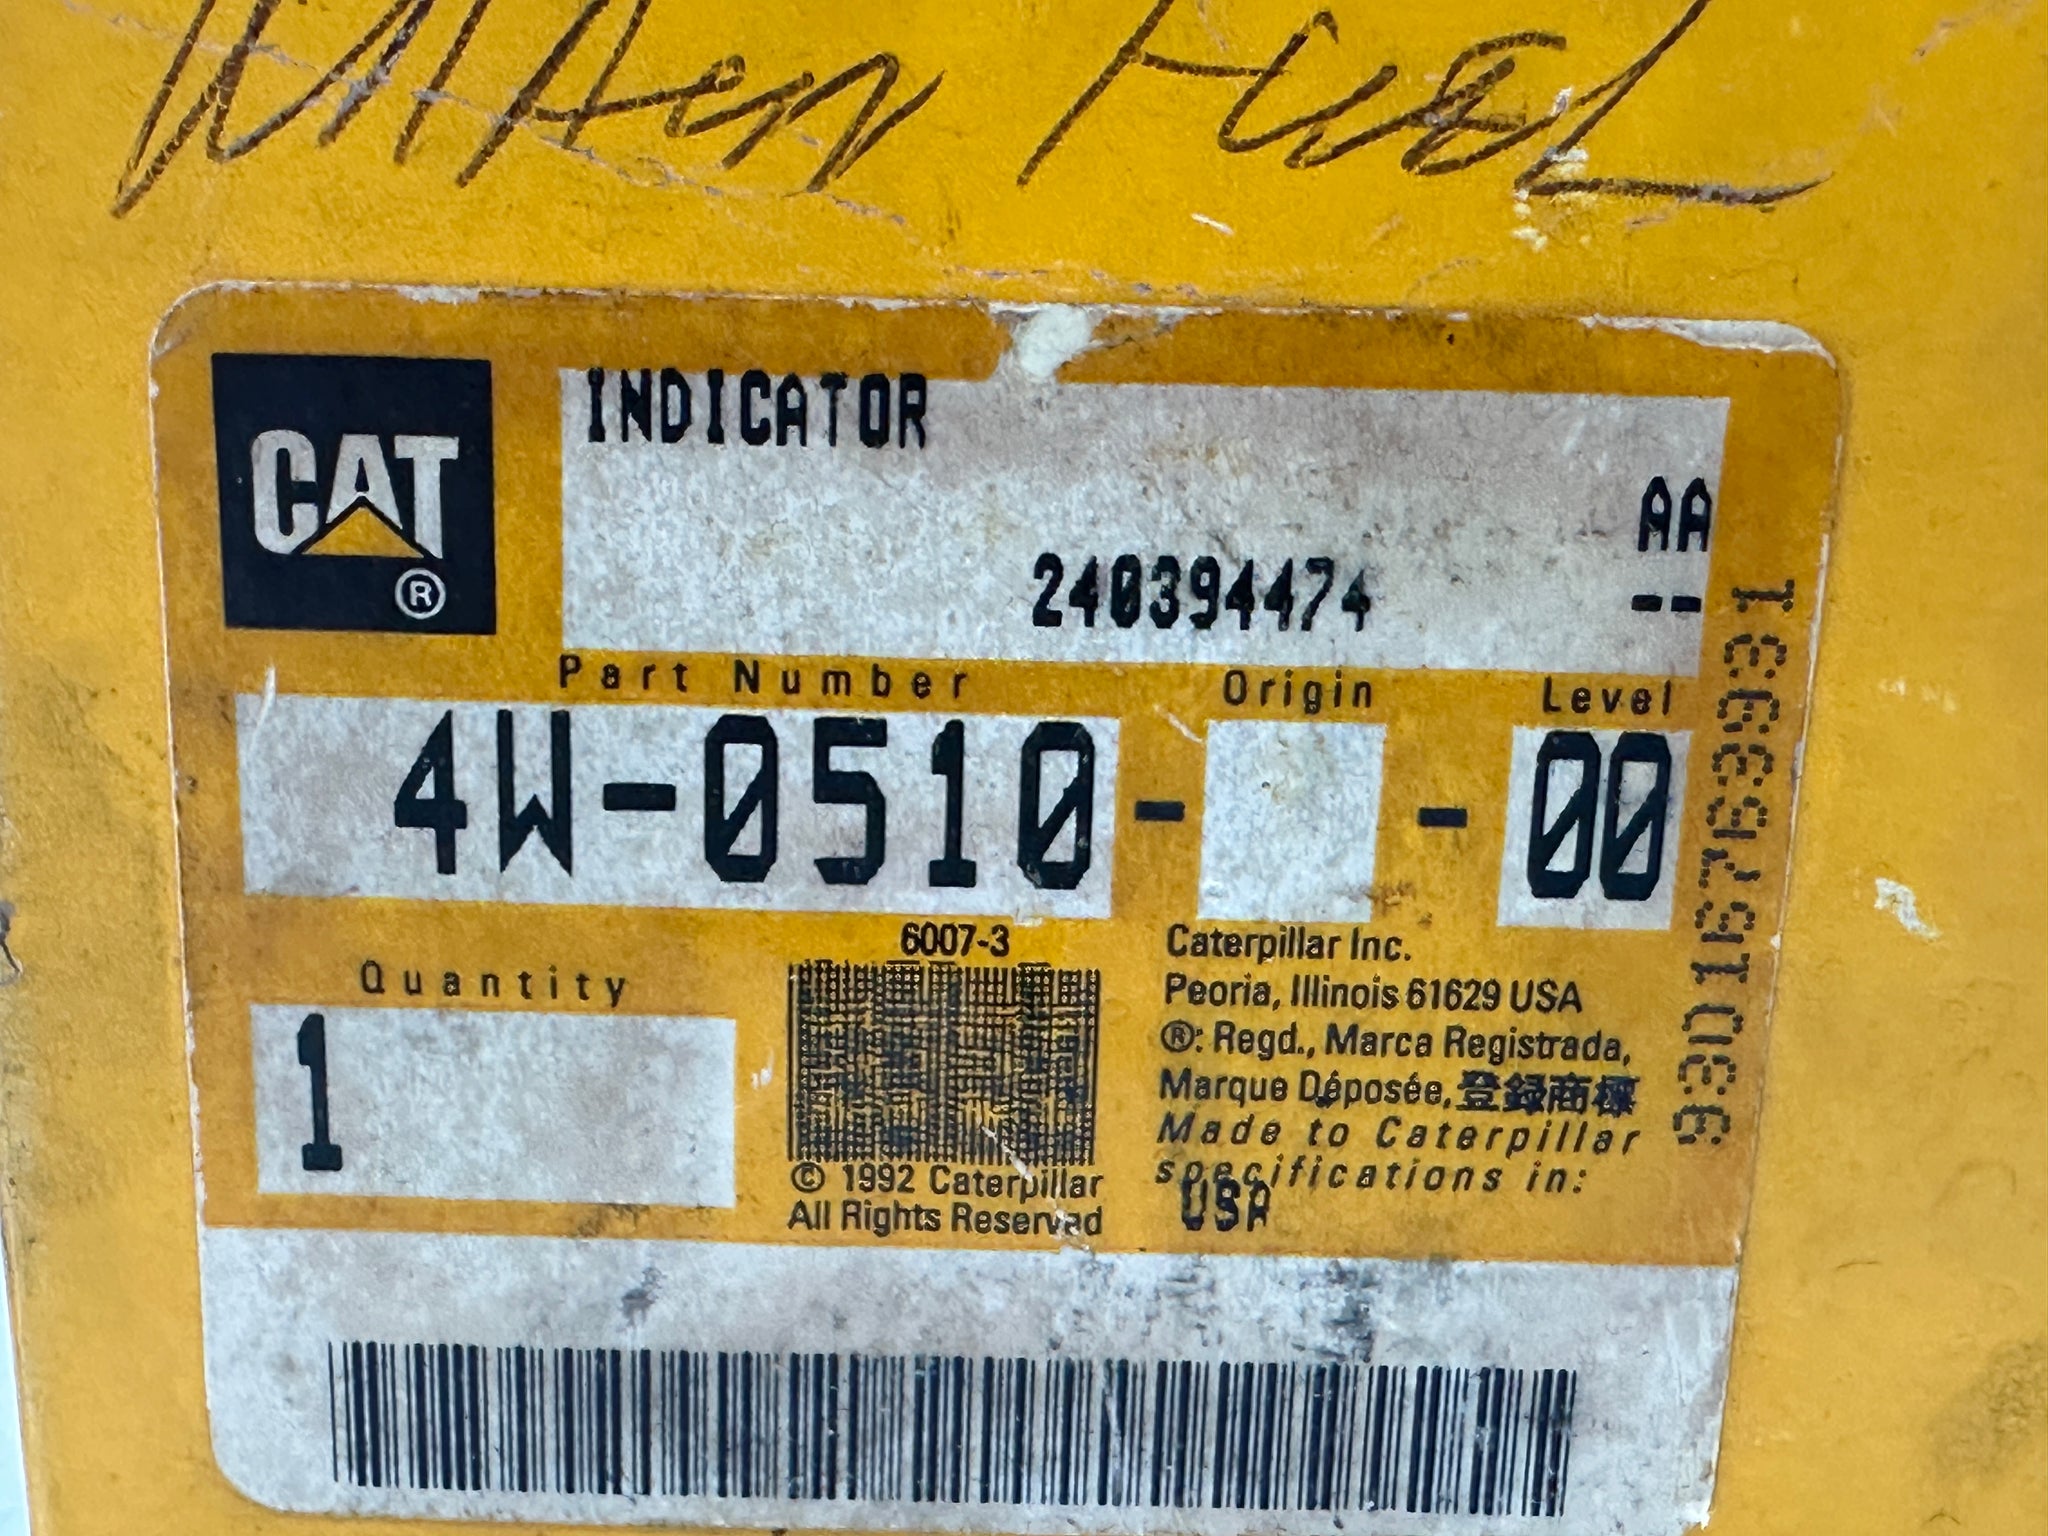 Fuel
CAT
®
INDICATOR
AA
240394474
--
Part Number Origin Level
4W-0510- -00
6007-3
Quantity
1
© 1992 Caterpillar
All Rights Reserved
Caterpillar Inc.
Peoria, Illinois 61629 USA
®: Regd., Marca Registrada,
Marque Déposée, 登録商標
Made to Caterpillar
specifications in:
USA